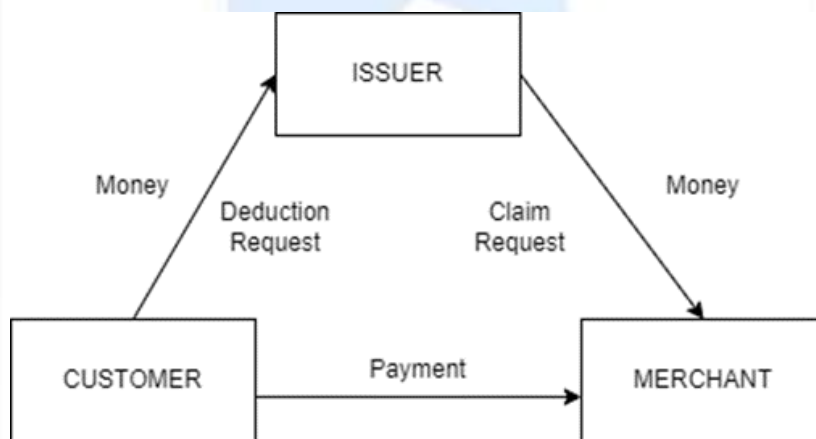 ISSUER
Money
Deduction
Request
Claim
Request
Money
CUSTOMER
Payment
MERCHANT